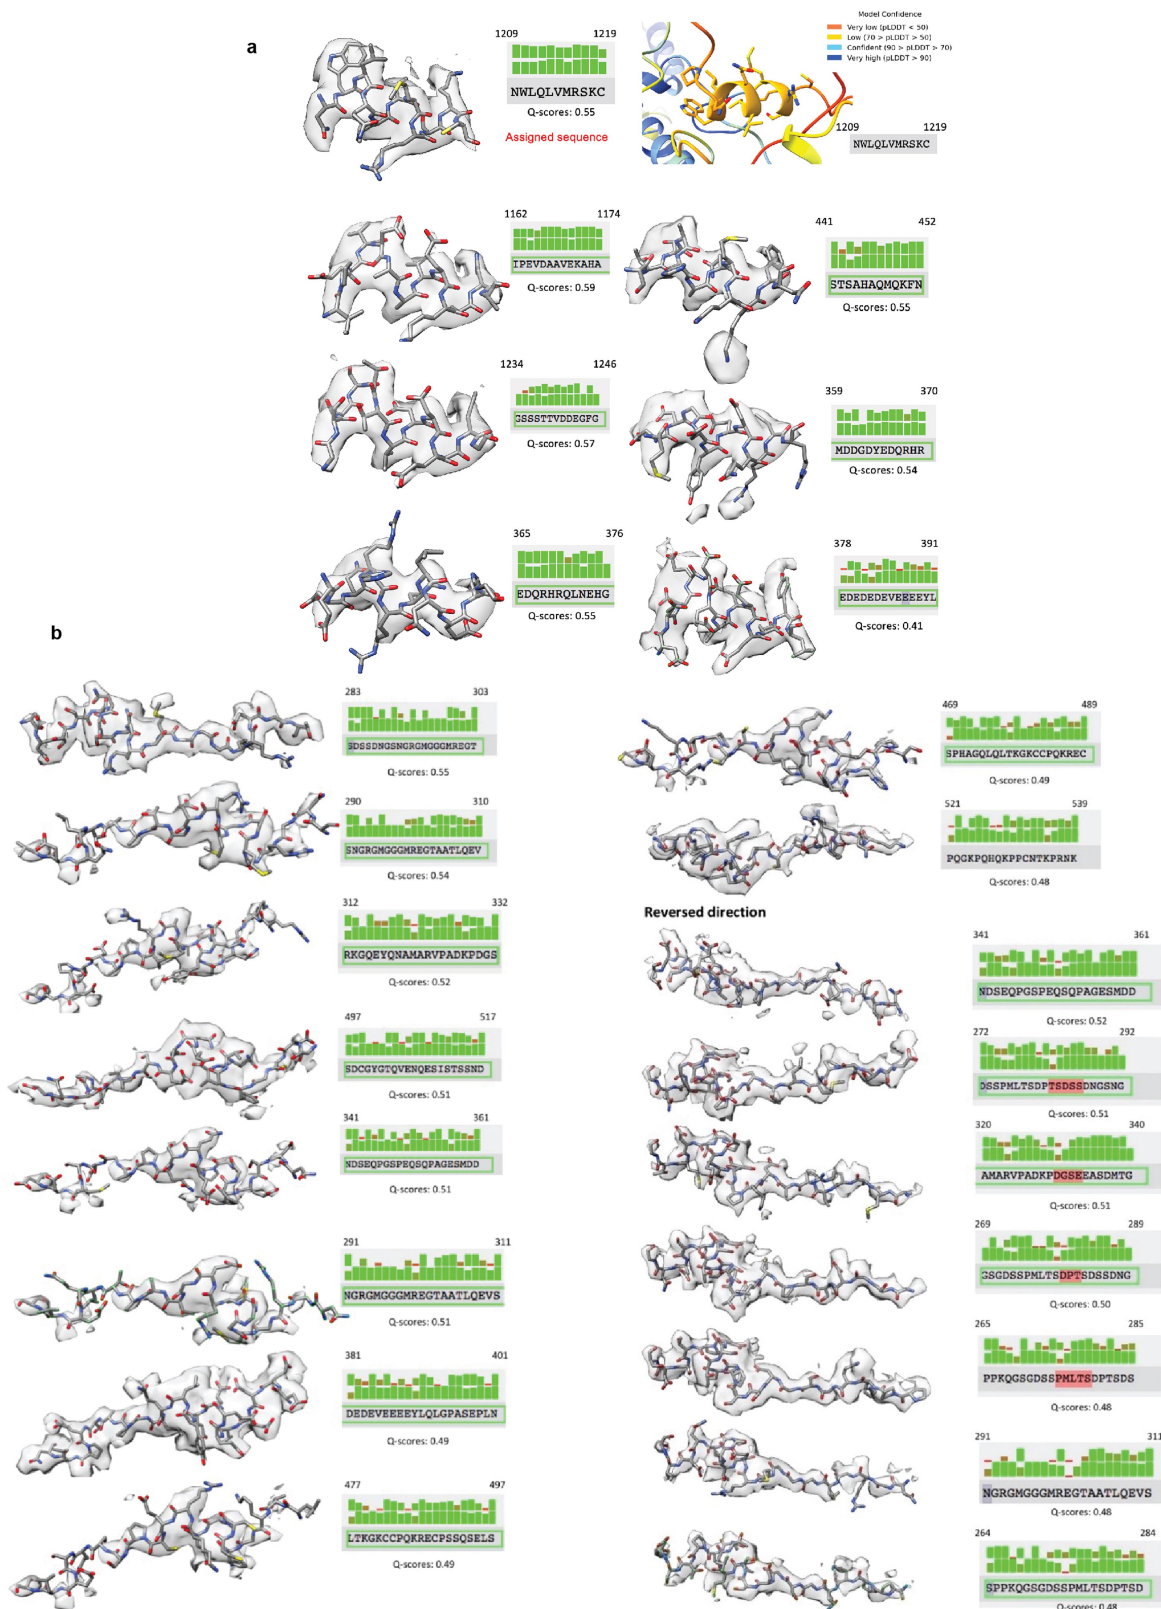 a
1209 1219
NWLQLVMRSKC
Q-scores: 0.55
Assigned sequence
Model Confidence
Very low (pLDDT < 50)
Low (70 > pLDDT > 50)
Confident (90 > pLDDT > 70)
Very high (pLDDT > 90)
1209 1219
NWLQLVMRSKC
1162 1174
IPEVDAAVEKAHA
Q-scores: 0.59
441 452
STSAHAQMQKFN
Q-scores: 0.55
1234 1246
GSSSTTVDDEGFG
Q-scores: 0.57
359 370
MDDGDYEDQRHR
Q-scores: 0.54
365 376
EDQRHRQLNEHG
Q-scores: 0.55
378 391
EDEDEDEVEEEEYL
Q-scores: 0.41
b
283 303
SDSSDNGSNGRGMGGGMREGT
Q-scores: 0.55
290 310
SNGRGMGGGMREGTAATLQEV
Q-scores: 0.54
312 332
RKGQEYQNAMARVPADKPDGS
Q-scores: 0.52
497 517
SDCGYGTQVENQESISTSSND
Q-scores: 0.51
341 361
NDSEQPGSPEQSQPAGESMDD
Q-scores: 0.51
291 311
NGRGMGGGMREGTAATLQEVS
Q-scores: 0.51
381 401
DEDEVEEEEYLQLGPASEPLN
Q-scores: 0.49
477 497
LTKGKCCPQKRECPSSQSELS
Q-scores: 0.49
469 489
SPHAGQLQLTKGKCCPQKREC
Q-scores: 0.49
521 539
PQGKPQHQKPPCNTKPRNK
Q-scores: 0.48
Reversed direction
341 361
NDSEQPGSPEQSQPAGESMDD
Q-scores: 0.52
272 292
DSSPMLTSDPTSDSSDNGSNG
Q-scores: 0.51
320 340
AMARVPADKPDGSEEASDMTG
Q-scores: 0.51
269 289
GSGDSSPMLTSDPTSDSSDNG
Q-scores: 0.50
265 285
PPKQGSGDSSPMLTSDPTSDS
Q-scores: 0.48
291 311
NGRGMGGGMREGTAATLQEVS
Q-scores: 0.48
264 284
SPPKQGSGDSSPMLTSDPTSD
Q-scores: 0.48